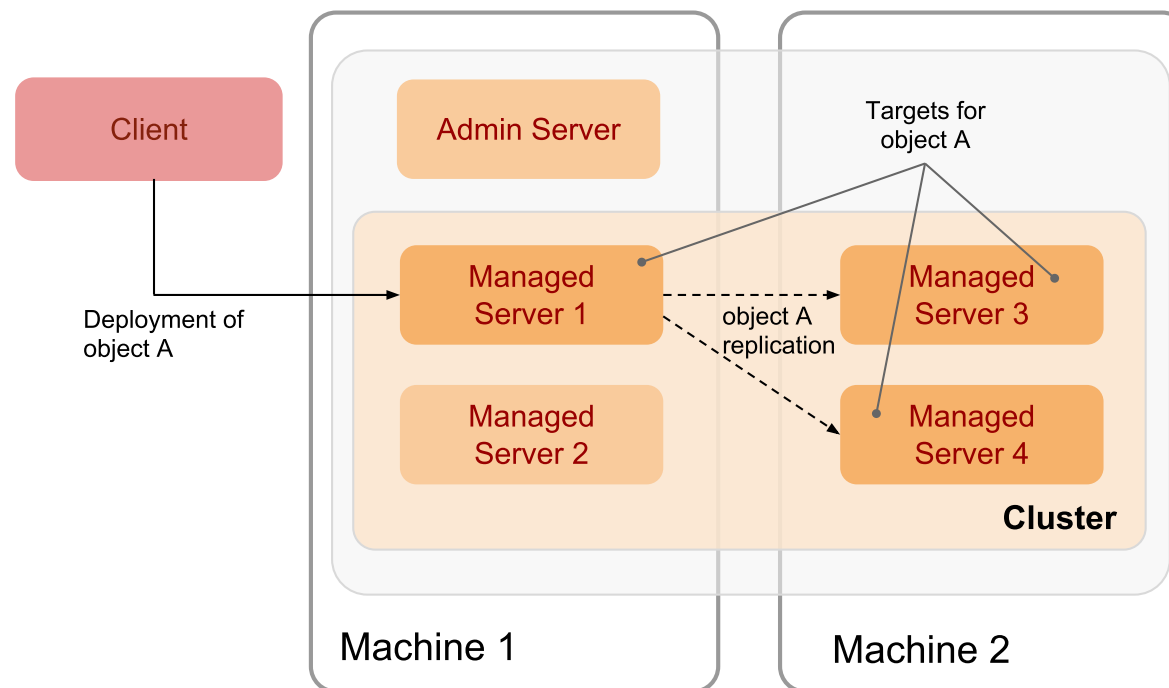 Client
Admin Server
Targets for
object A
Managed
Server 1
Managed
Server 3
Deployment of
object A
object A
replication
Managed
Server 2
Managed
Server 4
Cluster
Machine 1
Machine 2